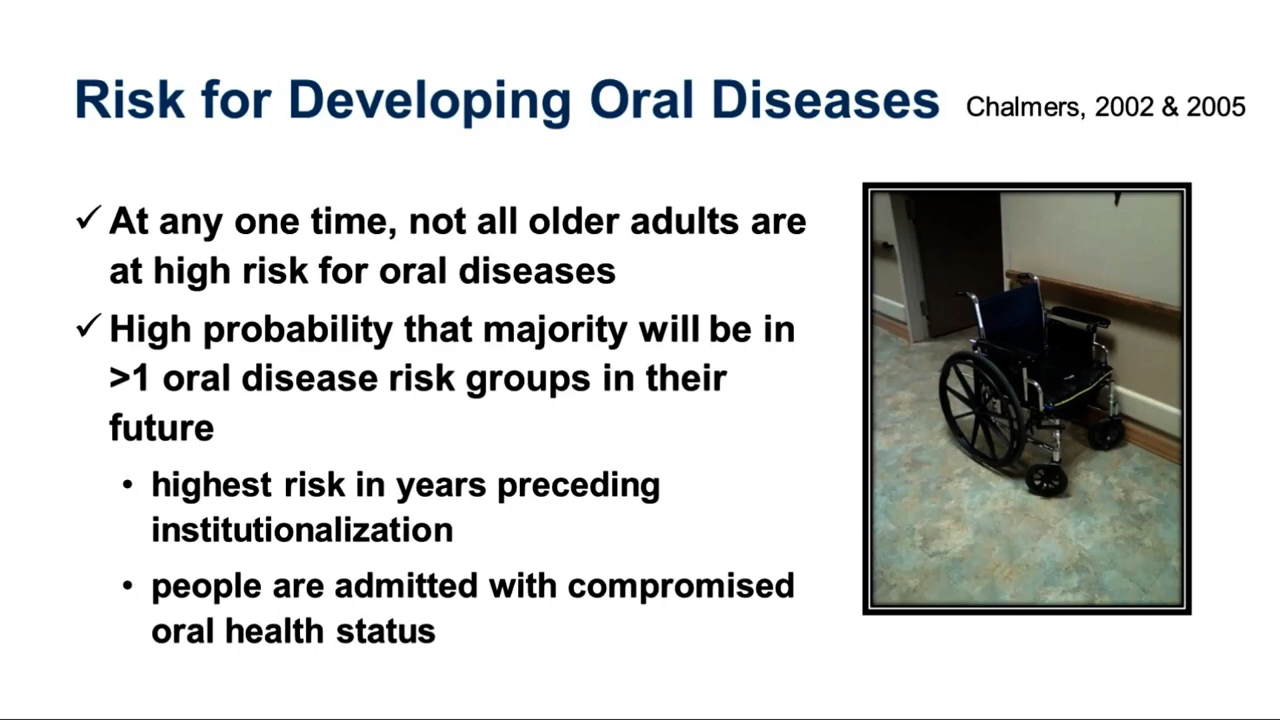 Risk for Developing Oral Diseases Chalmers, 2002 & 2005
✓ At any one time, not all older adults are
at high risk for oral diseases
✓ High probability that majority will be in
>1 oral disease risk groups in their
future
• highest risk in years preceding
institutionalization
• people are admitted with compromised
oral health status